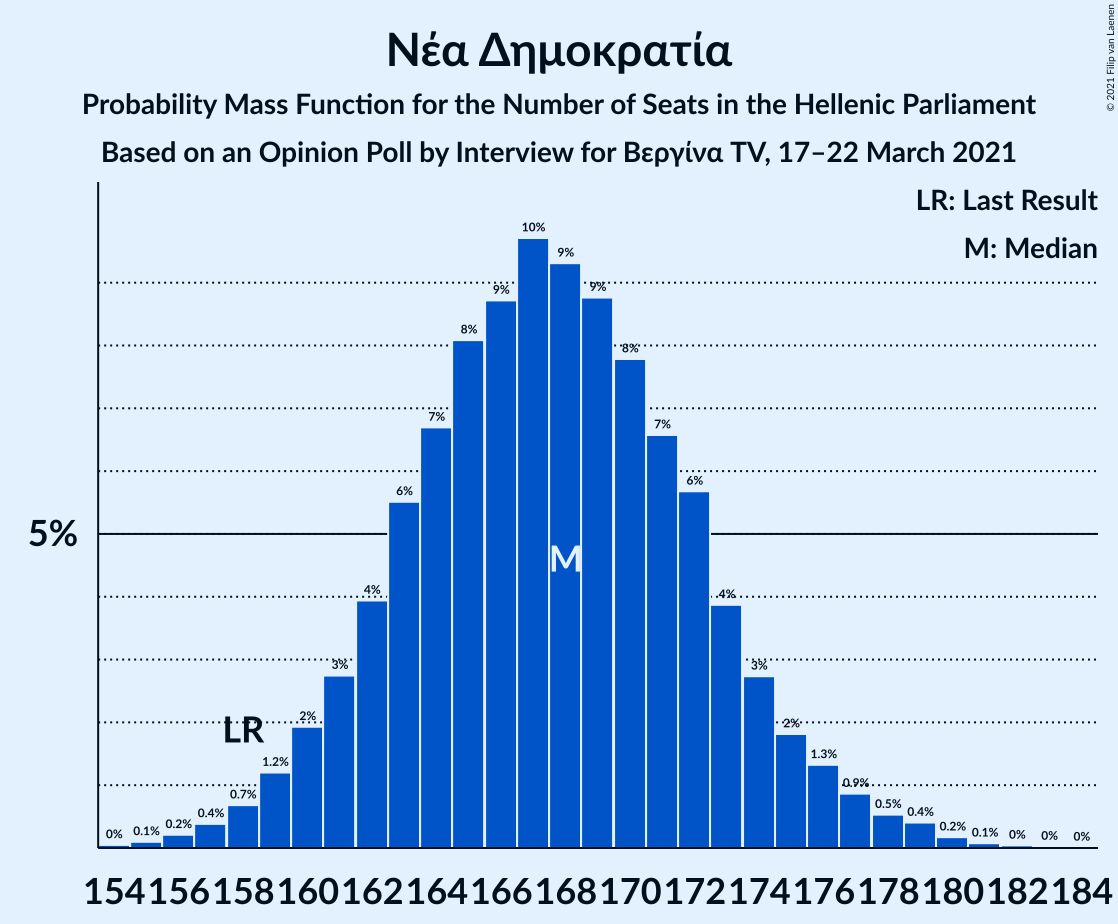 Νέα Δημοκρατία
Probability Mass Function for the Number of Seats in the Hellenic Parliament
Based on an Opinion Poll by Interview for Βεργίνα TV, 17–22 March 2021
© 2021 Filip van Laenen
LR: Last Result
M: Median
5%
0% 0.1% 0.2% 0.4% 0.7% 1.2% 2% 3% 4% 6% 7% 8% 9% 10% 9% 9% 8% 7% 6% 4% 3% 2% 1.3% 0.9% 0.5% 0.4% 0.2% 0.1% 0% 0% 0%
LR
M
154 156 158 160 162 164 166 168 170 172 174 176 178 180 182 184